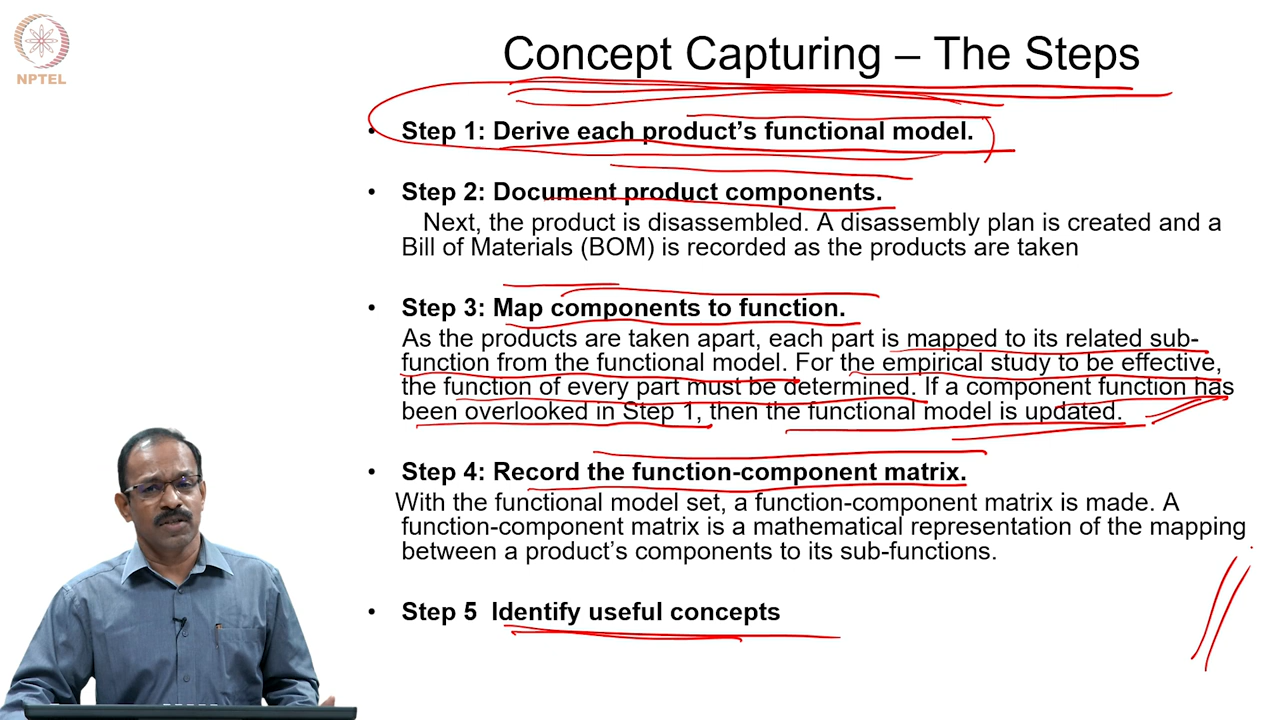 NPTEL
Concept Capturing – The Steps
• Step 1: Derive each product’s functional model.
• Step 2: Document product components.
Next, the product is disassembled. A disassembly plan is created and a
Bill of Materials (BOM) is recorded as the products are taken
• Step 3: Map components to function.
As the products are taken apart, each part is mapped to its related sub-
function from the functional model. For the empirical study to be effective,
the function of every part must be determined. If a component function has
been overlooked in Step 1, then the functional model is updated.
• Step 4: Record the function-component matrix.
With the functional model set, a function-component matrix is made. A
function-component matrix is a mathematical representation of the mapping
between a product’s components to its sub-functions.
• Step 5 Identify useful concepts